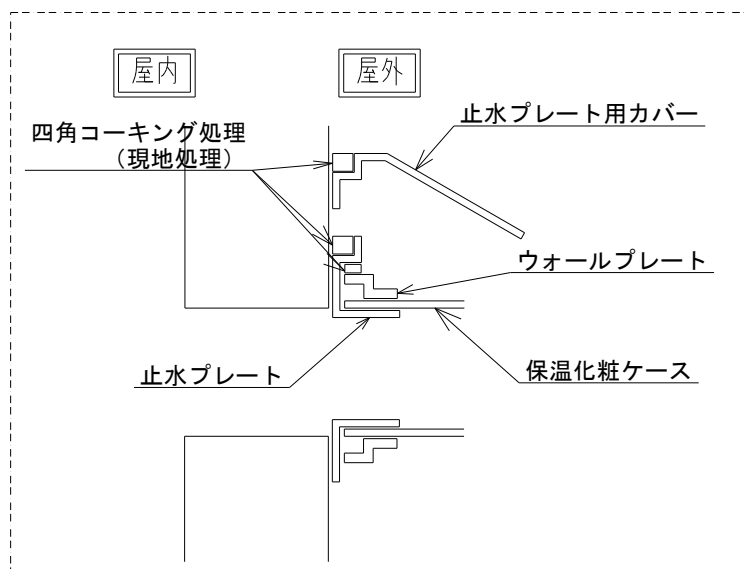 屋内
屋外
止水プレート用カバー
四角コーキング処理
（現地処理）
ウォールプレート
止水プレート
保温化粧ケース